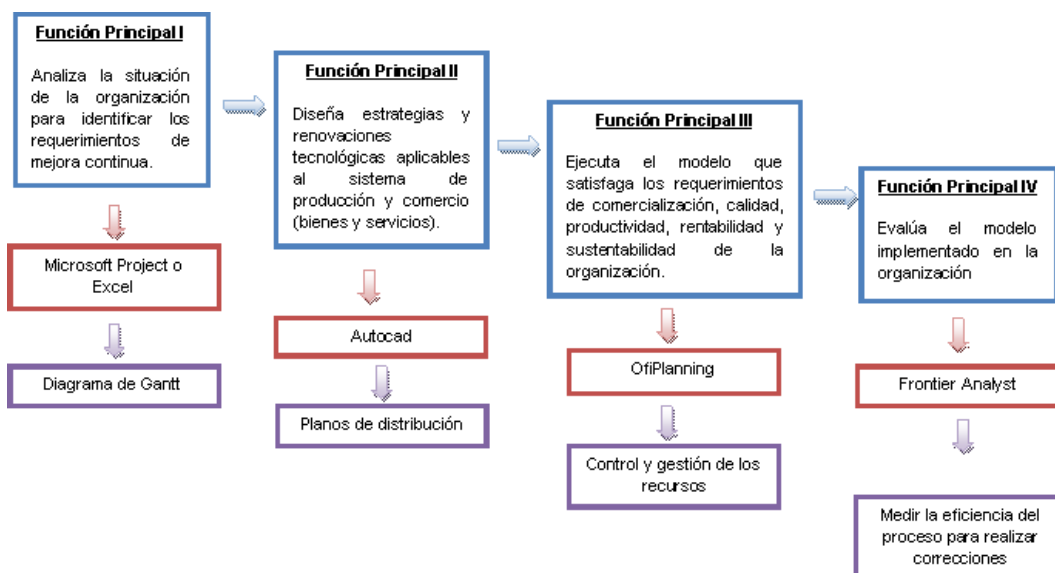 Función Principal I
Analiza la situación
de la organización
para identificar los
requerimientos de
mejora continua.
Microsoft Project o
Excel
Diagrama de Gantt
Función Principal II
Diseña estrategias y
renovaciones
tecnológicas aplicables
al sistema de
producción y comercio
(bienes y servicios).
Autocad
Planos de distribución
Función Principal III
Ejecuta el modelo que
satisfaga los requerimientos
de comercialización, calidad,
productividad, rentabilidad y
sustentabilidad de la
organización.
OfiPlanning
Control y gestión de los
recursos
Función Principal IV
Evalúa el modelo
implementado en la
organización
Frontier Analyst
Medir la eficiencia del
proceso para realizar
correcciones